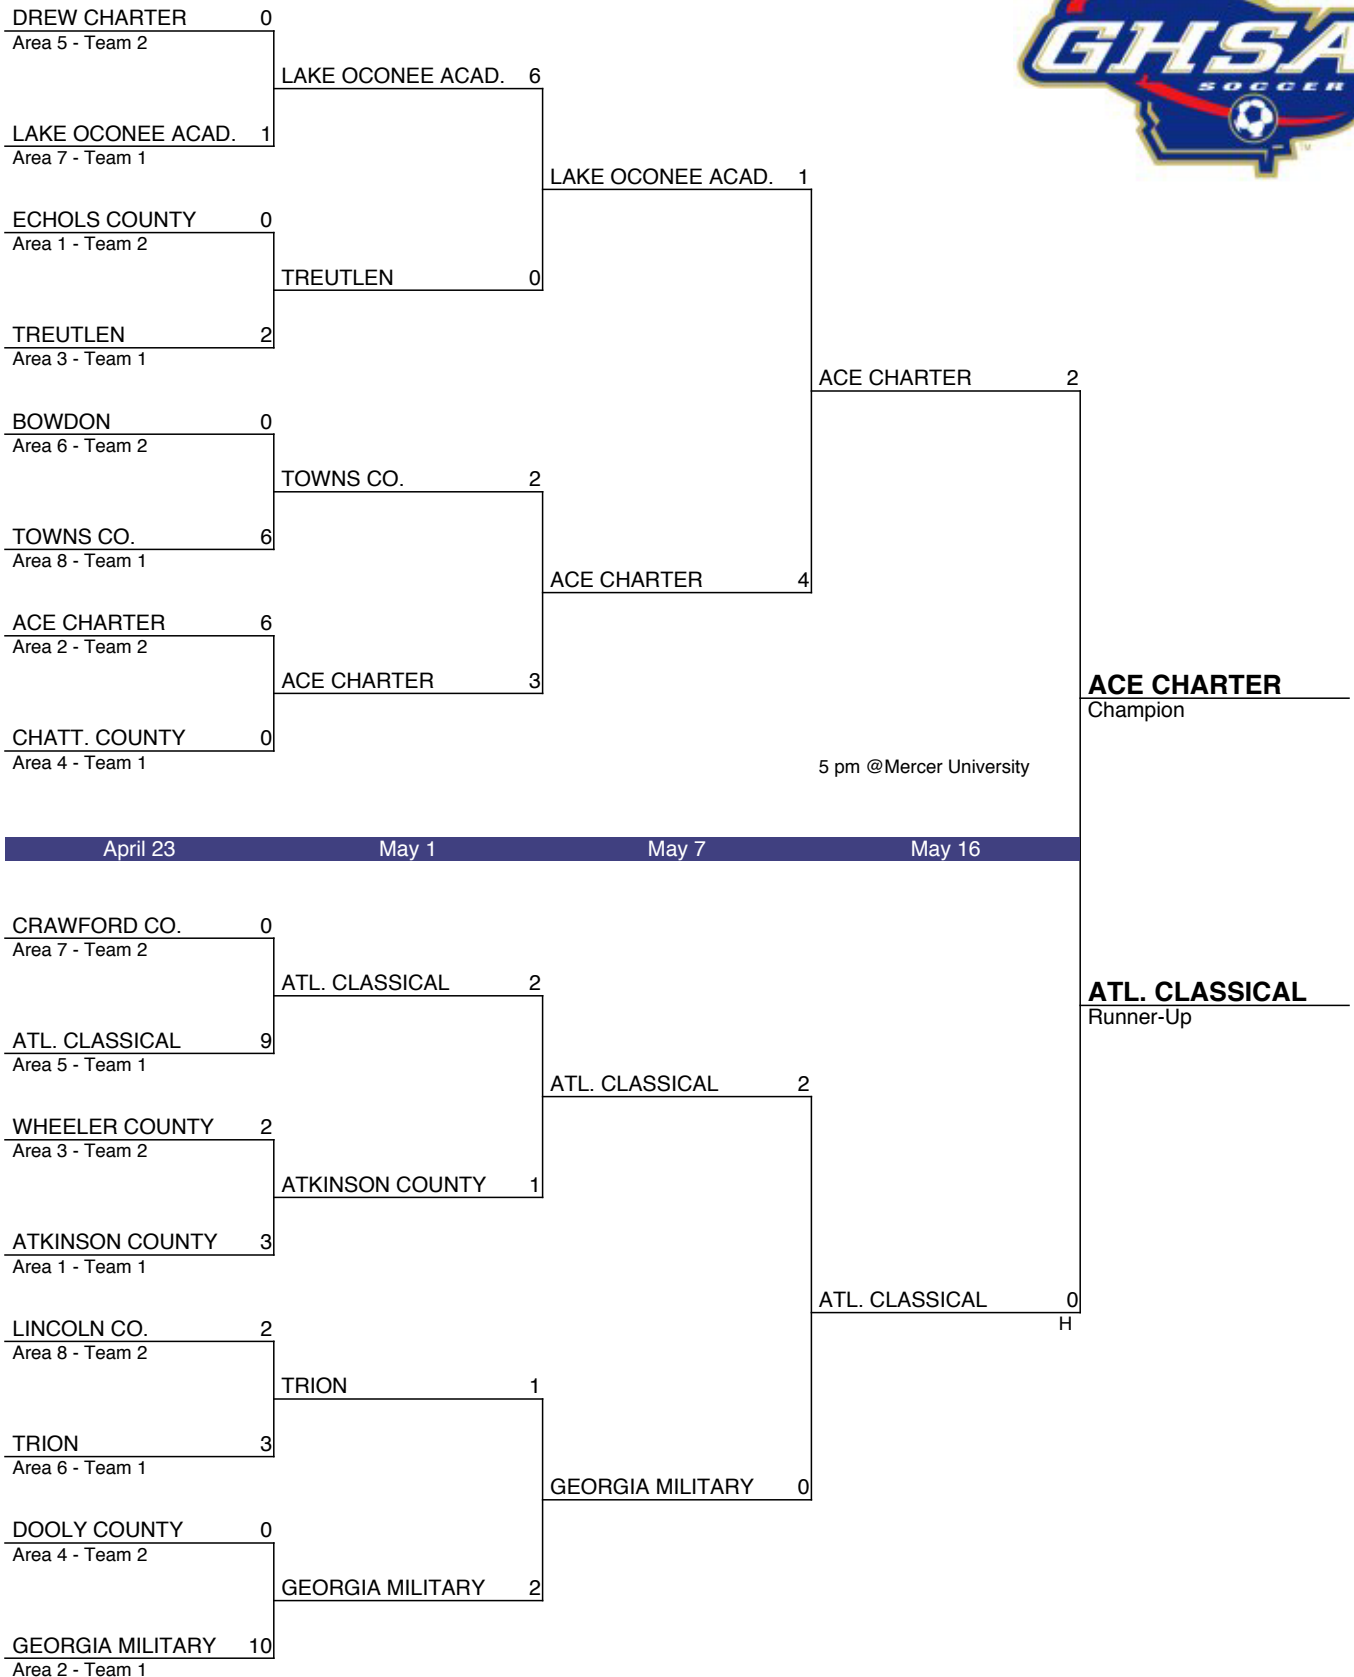 GHSA
SOCCER
TM
DREW CHARTER 0
Area 5 - Team 2
LAKE OCONEE ACAD. 6
LAKE OCONEE ACAD. 1
Area 7 - Team 1
LAKE OCONEE ACAD. 1
ECHOLS COUNTY 0
Area 1 - Team 2
TREUTLEN 0
TREUTLEN 2
Area 3 - Team 1
ACE CHARTER 2
BOWDON 0
Area 6 - Team 2
TOWNS CO. 2
TOWNS CO. 6
Area 8 - Team 1
ACE CHARTER 4
ACE CHARTER 6
Area 2 - Team 2
ACE CHARTER 3
ACE CHARTER
Champion
CHATT. COUNTY 0
Area 4 - Team 1
5 pm @Mercer University
April 23 May 1 May 7 May 16
CRAWFORD CO. 0
Area 7 - Team 2
ATL. CLASSICAL 2
ATL. CLASSICAL
Runner-Up
ATL. CLASSICAL 9
Area 5 - Team 1
ATL. CLASSICAL 2
WHEELER COUNTY 2
Area 3 - Team 2
ATKINSON COUNTY 1
ATKINSON COUNTY 3
Area 1 - Team 1
ATL. CLASSICAL 0
H
LINCOLN CO. 2
Area 8 - Team 2
TRION 1
TRION 3
Area 6 - Team 1
GEORGIA MILITARY 0
DOOLY COUNTY 0
Area 4 - Team 2
GEORGIA MILITARY 2
GEORGIA MILITARY 10
Area 2 - Team 1